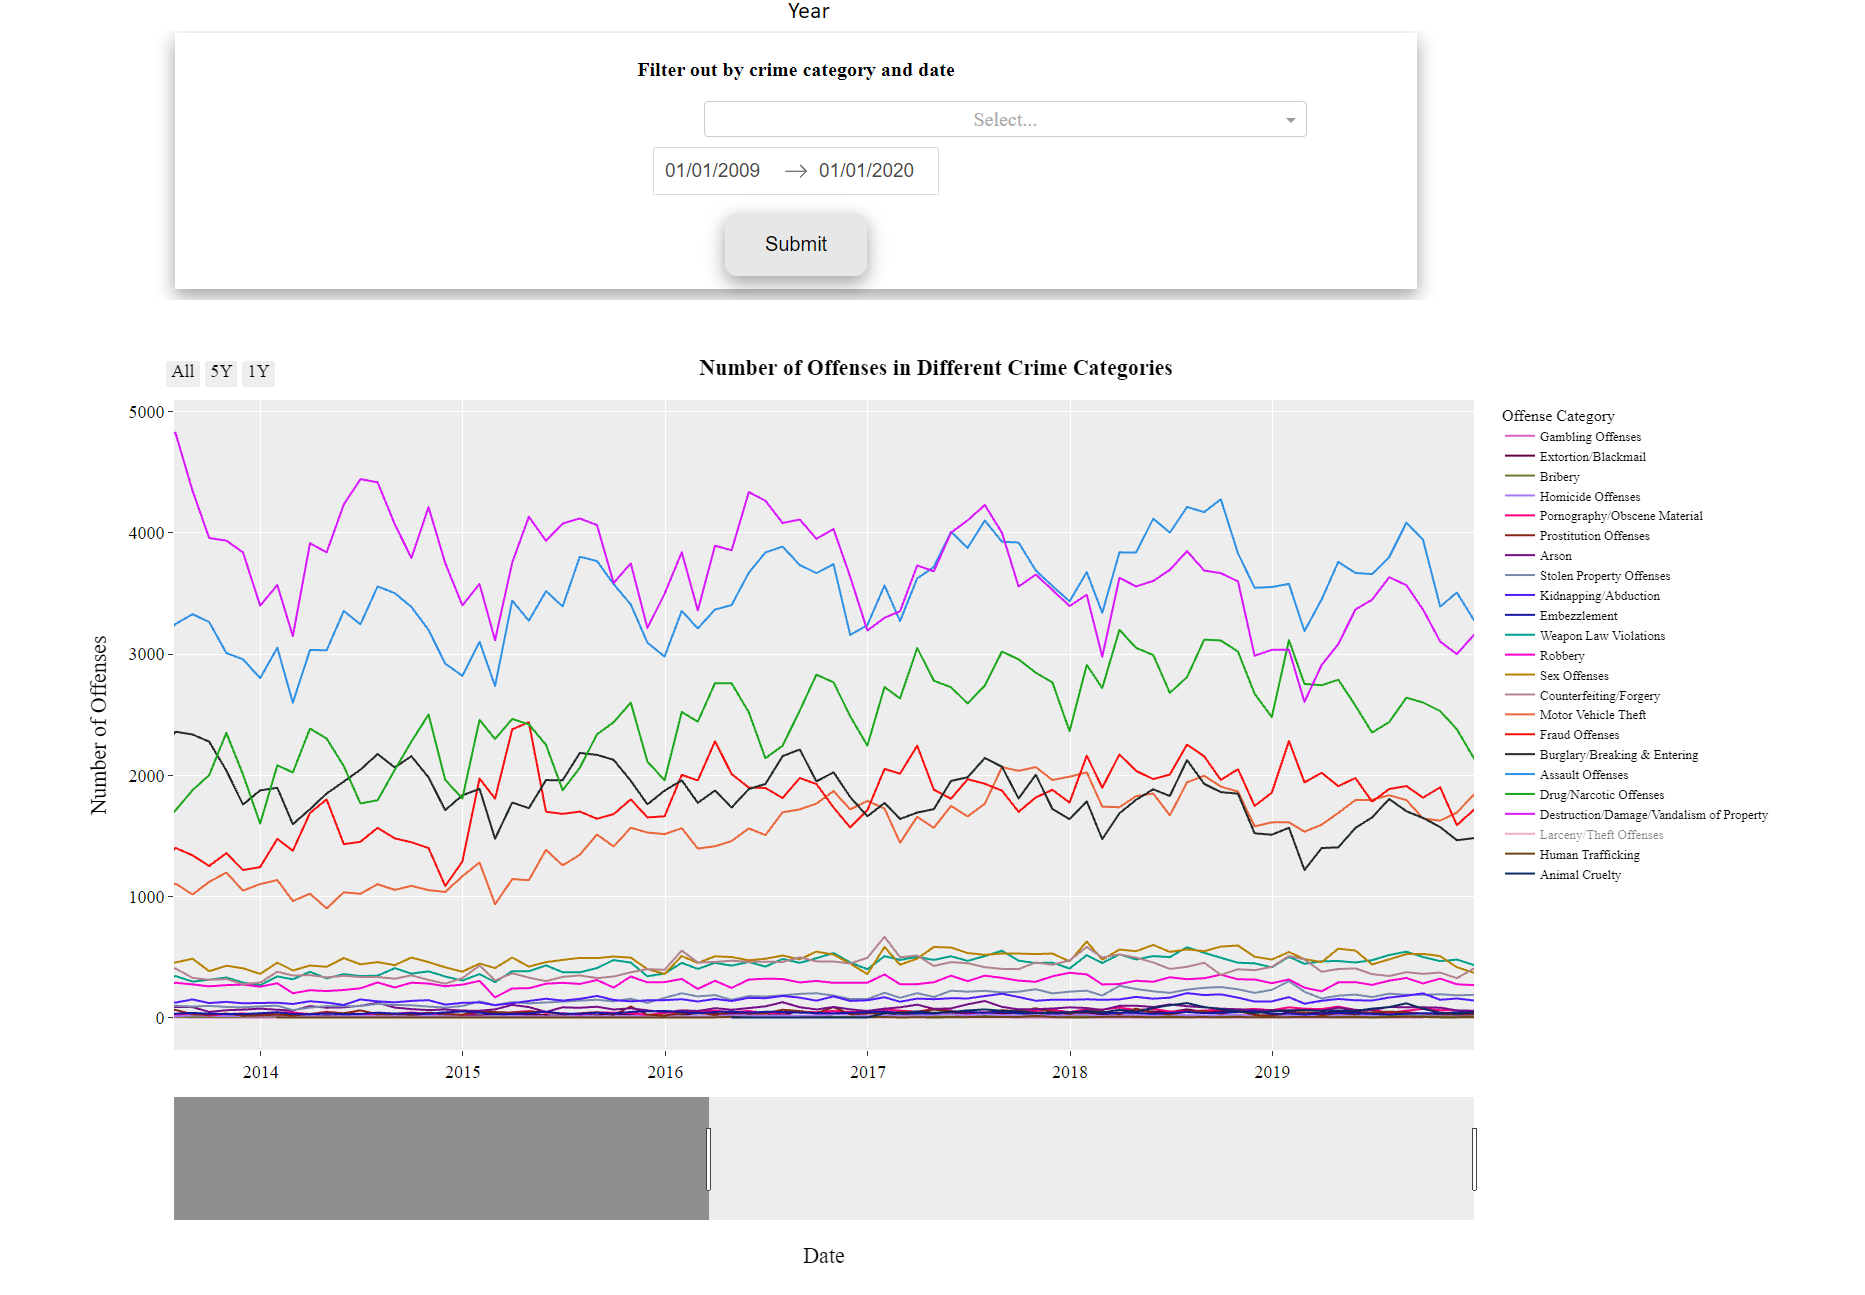 Year
Filter out by crime category and date
Select...
01/01/2009 → 01/01/2020
Submit
All 5Y 1Y
Number of Offenses in Different Crime Categories
5000
4000
3000
2000
1000
0
Number of Offenses
2014 2015 2016 2017 2018 2019
Date
Offense Category
Gambling Offenses
Extortion/Blackmail
Bribery
Homicide Offenses
Pornography/Obscene Material
Prostitution Offenses
Arson
Stolen Property Offenses
Kidnapping/Abduction
Embezzlement
Weapon Law Violations
Robbery
Sex Offenses
Counterfeiting/Forgery
Motor Vehicle Theft
Fraud Offenses
Burglary/Breaking & Entering
Assault Offenses
Drug/Narcotic Offenses
Destruction/Damage/Vandalism of Property
Larceny/Theft Offenses
Human Trafficking
Animal Cruelty